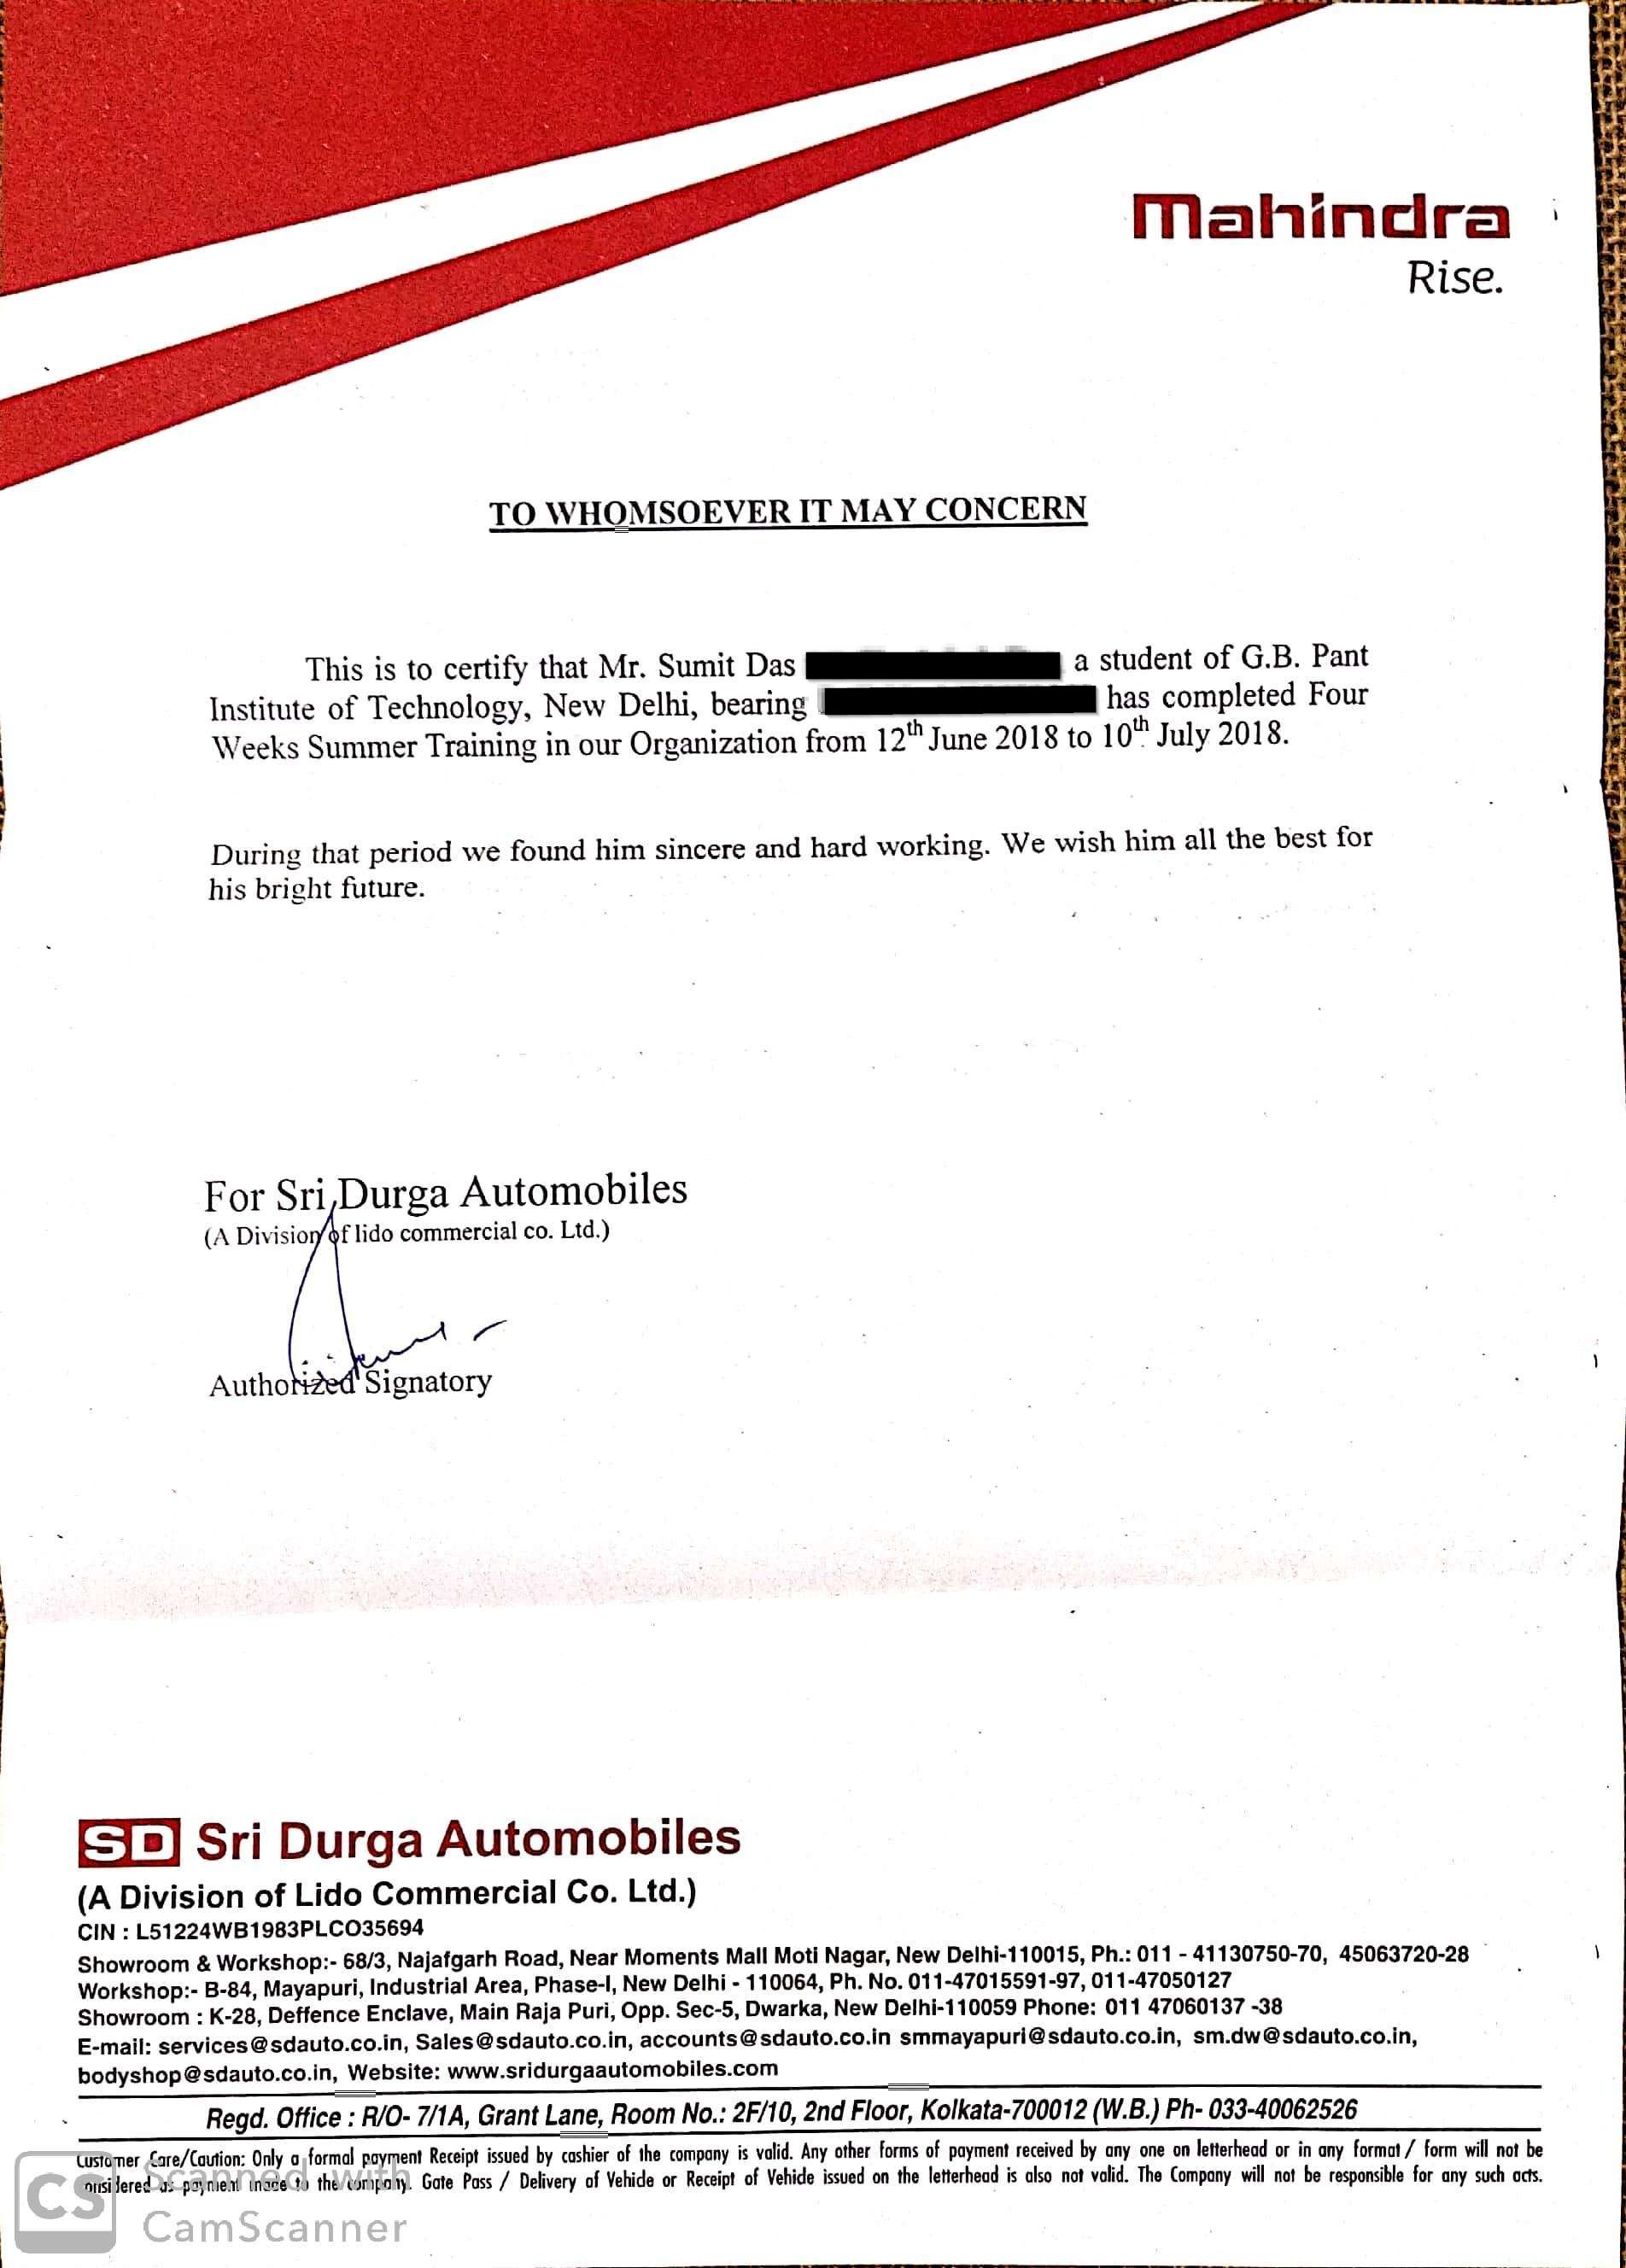 Mahindra
Rise.
TO WHOMSOEVER IT MAY CONCERN
This is to certify that Mr. Sumit Das a student of G.B. Pant
Institute of Technology, New Delhi, bearing has completed Four
Weeks Summer Training in our Organization from 12th June 2018 to 10th July 2018.
During that period we found him sincere and hard working. We wish him all the best for
his bright future.
For Sri Durga Automobiles
(A Division of lido commercial co. Ltd.)
Authorized Signatory
SD Sri Durga Automobiles
(A Division of Lido Commercial Co. Ltd.)
CIN : L51224WB1983PLCO35694
Showroom & Workshop:- 68/3, Najafgarh Road, Near Moments Mall Moti Nagar, New Delhi-110015, Ph.: 011 - 41130750-70, 45063720-28
Workshop:- B-84, Mayapuri, Industrial Area, Phase-I, New Delhi - 110064, Ph. No. 011-47015591-97, 011-47050127
Showroom : K-28, Deffence Enclave, Main Raja Puri, Opp. Sec-5, Dwarka, New Delhi-110059 Phone: 011 47060137 -38
E-mail: services@sdauto.co.in, Sales@sdauto.co.in, accounts@sdauto.co.in smmayapuri@sdauto.co.in, sm.dw@sdauto.co.in,
bodyshop@sdauto.co.in, Website: www.sridurgaautomobiles.com
Regd. Office : R/O- 7/1A, Grant Lane, Room No.: 2F/10, 2nd Floor, Kolkata-700012 (W.B.) Ph- 033-40062526
Customer Care/Caution: Only a formal payment Receipt issued by cashier of the company is valid. Any other forms of payment received by any one on letterhead or in any format / form will not be
considered as payment made to the company. Gate Pass / Delivery of Vehicle or Receipt of Vehicle issued on the letterhead is also not valid. The Company will not be responsible for any such acts.
CS Scanned with
CamScanner